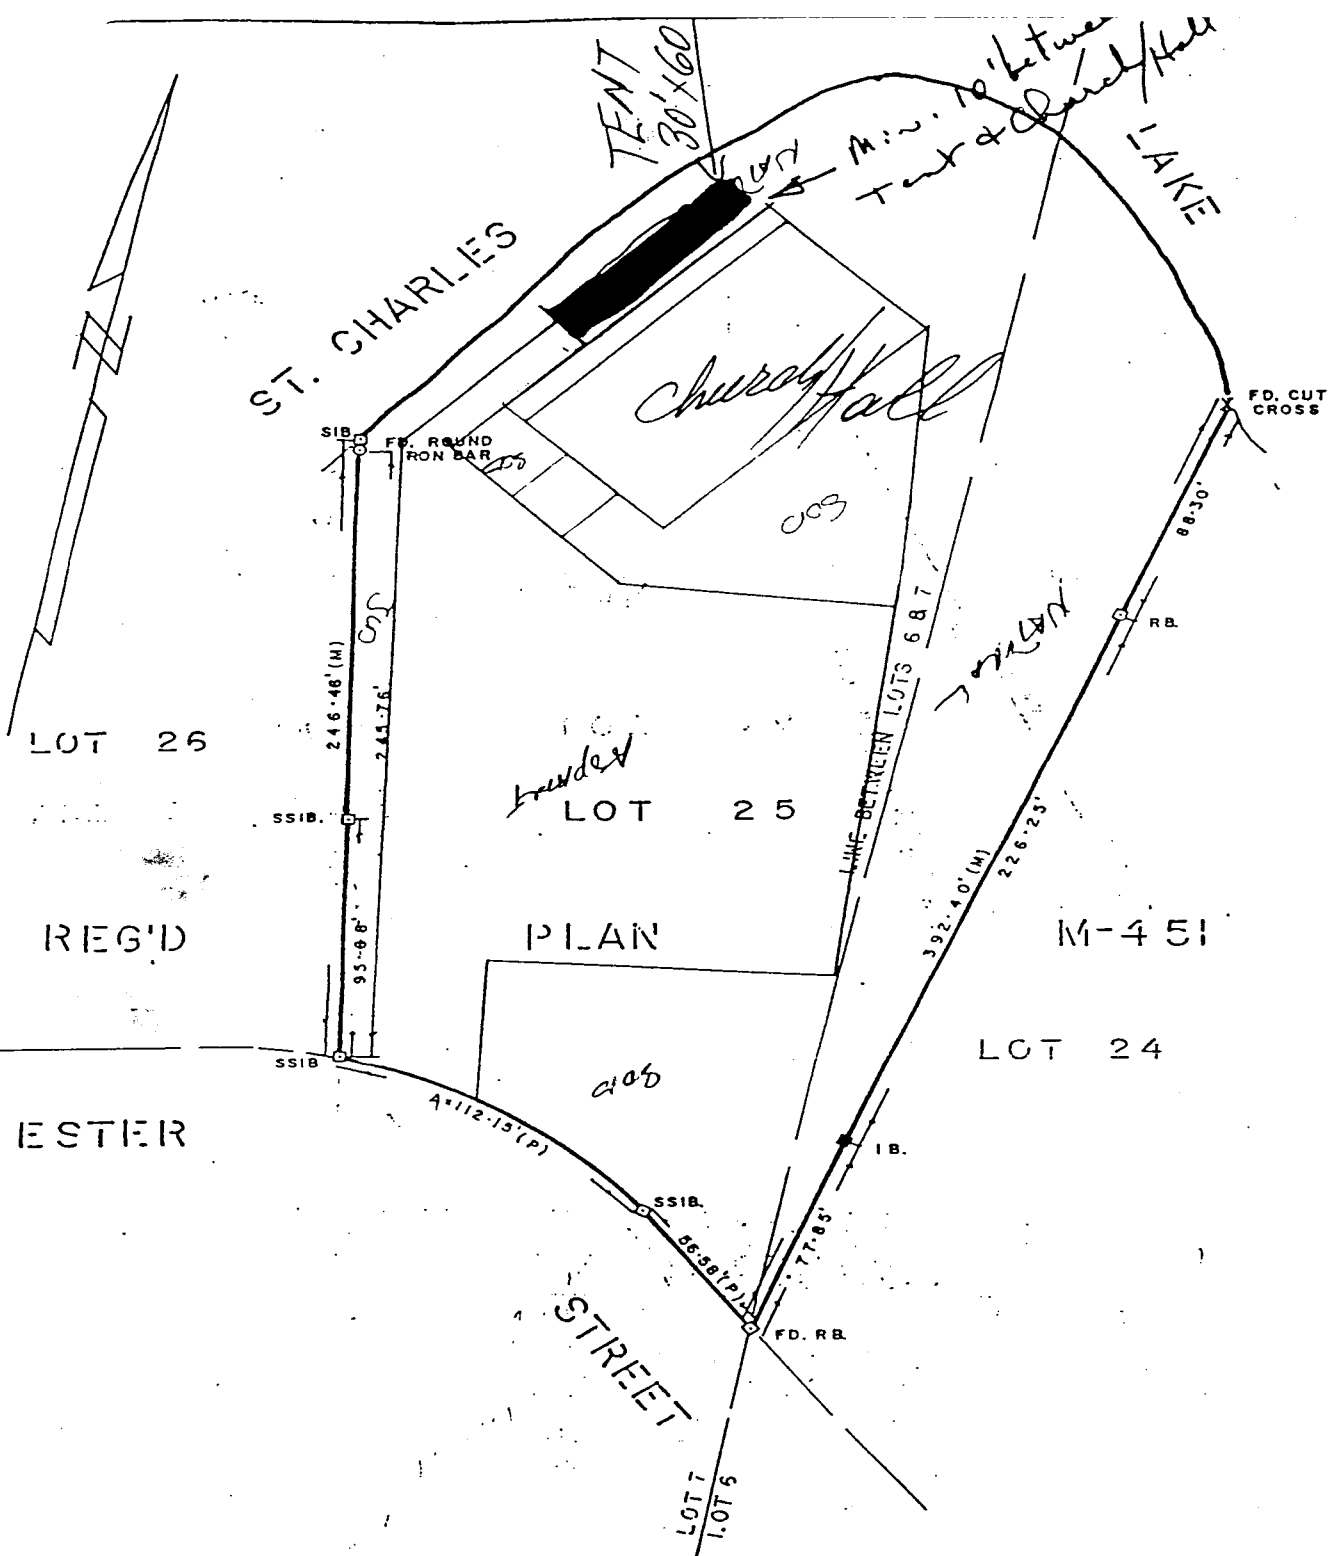 TENT
30'x60
Min. 10' between
Tent & Church/Hall
LAKE
ST. CHARLES
Church/Hall
FD. CUT
CROSS
SIB
FD. ROUND
IRON BAR
88.30'
RB.
246.46'(M)
245.76'
LINE BETWEEN LOTS 6 & 7
LOT 26
LOT 25
SSIB.
392.40'(M)
226.25'
95.88'
REG'D
PLAN
M-451
LOT 24
SSIB
A=112.15'(P)
ESTER
IB.
SSIB.
77.85'
56.58'(P)
FD. RB.
STREET
LOT 7
LOT 6